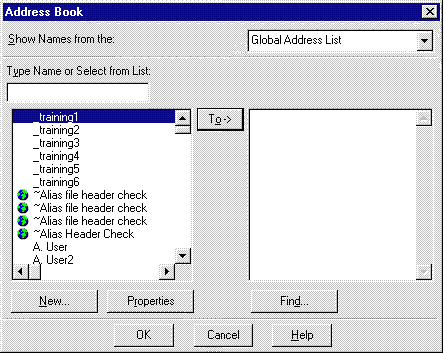 Address Book
Show Names from the:
Global Address List
Type Name or Select from List:
_training1
To ->
_training2
_training3
_training4
_training5
_training6
~Alias file header check
~Alias file header check
~Alias file header check
~Alias Header Check
A. User
A. User2
New...
Properties
Find...
OK
Cancel
Help